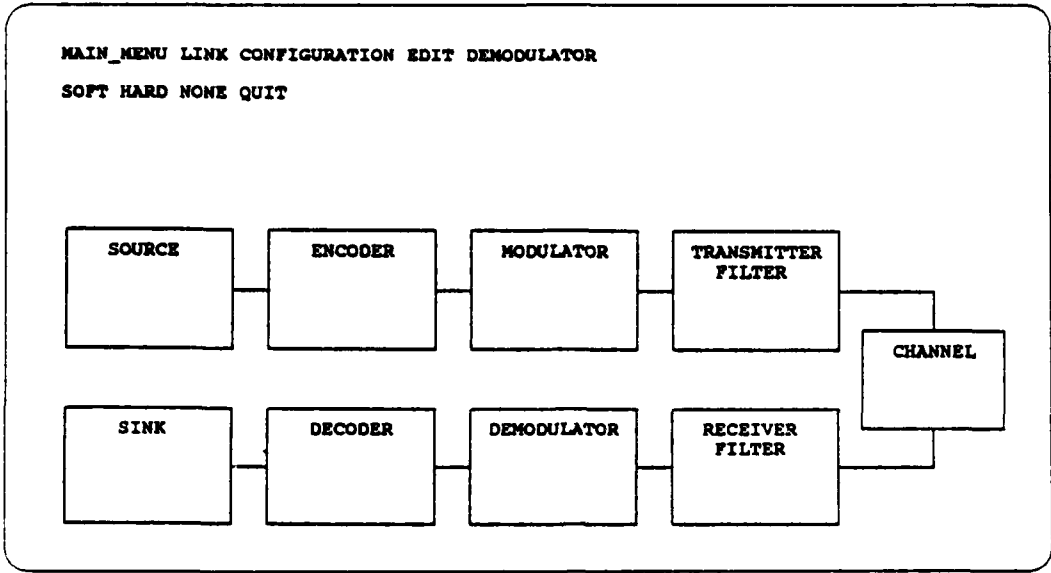 MAIN_MENU LINK CONFIGURATION EDIT DEMODULATOR
SOFT HARD NONE QUIT
SOURCE
ENCODER
MODULATOR
TRANSMITTER
FILTER
CHANNEL
SINK
DECODER
DEMODULATOR
RECEIVER
FILTER